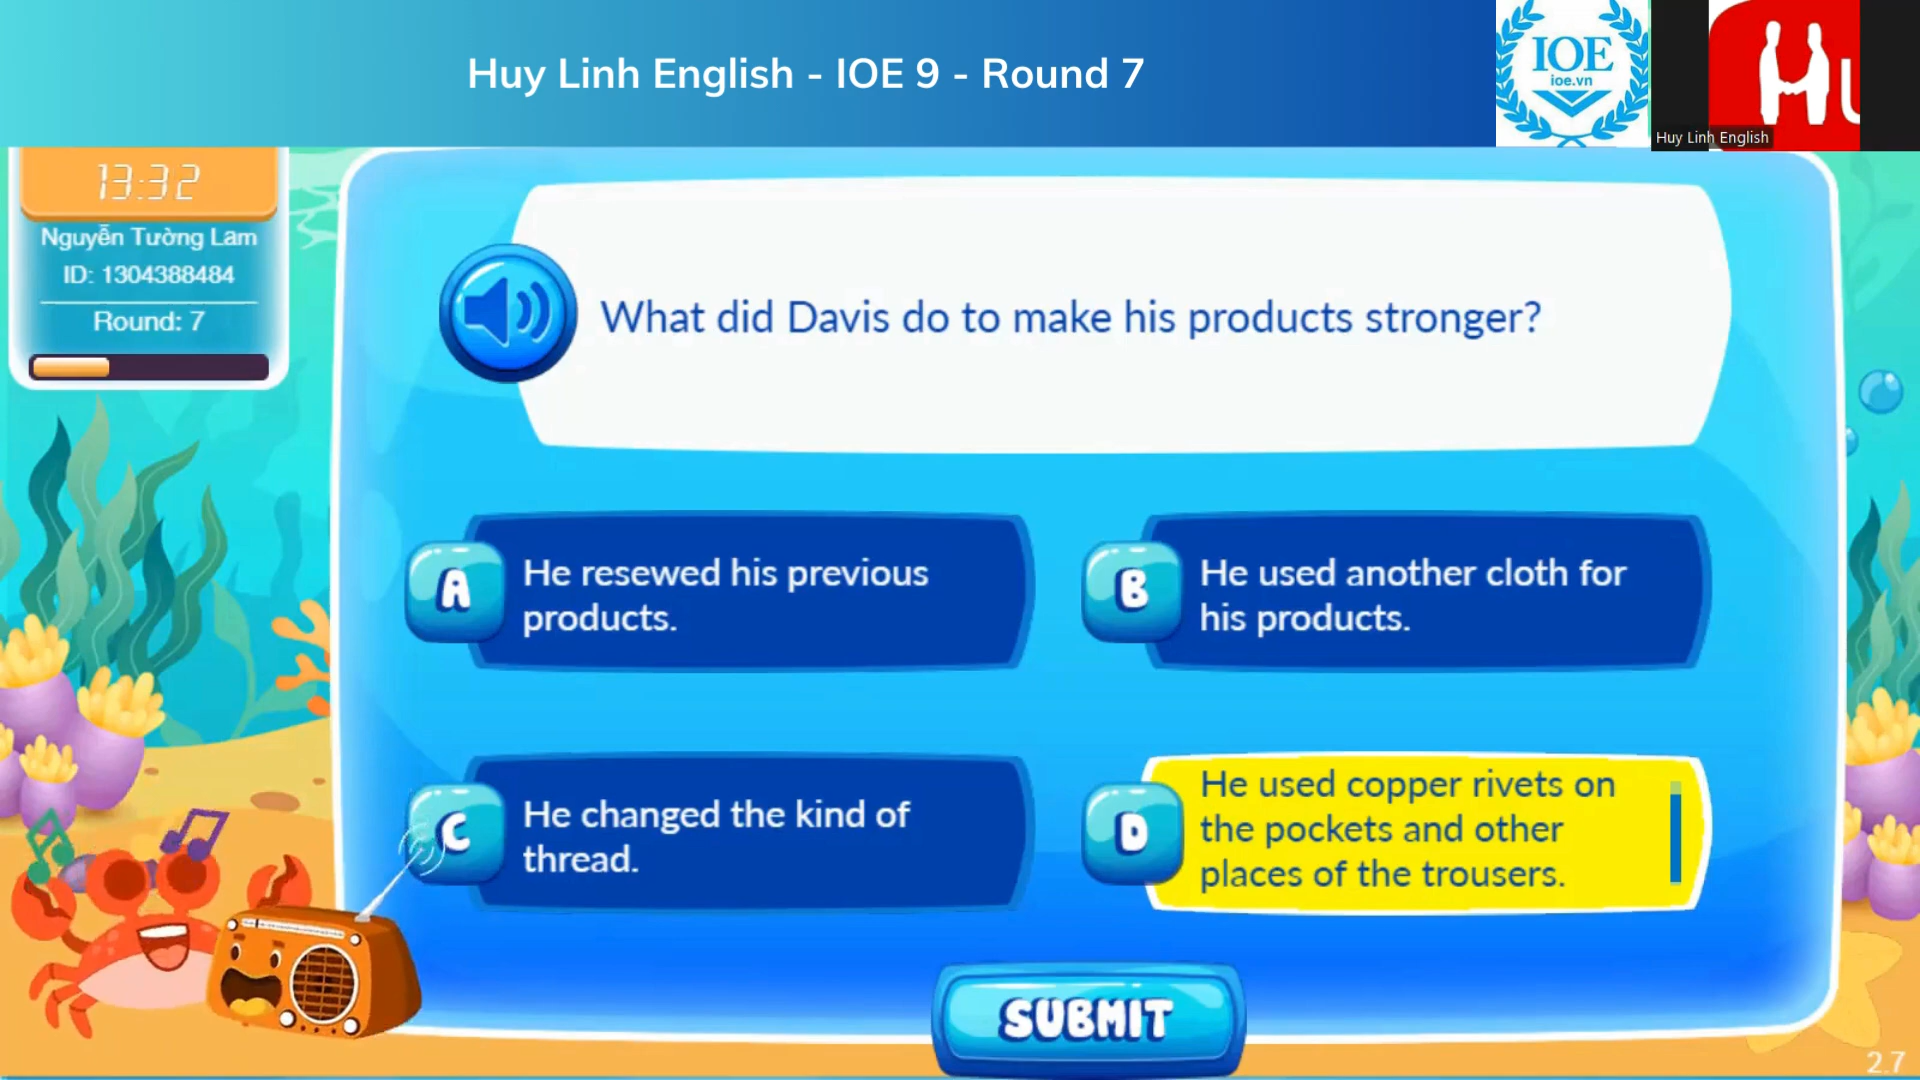 Huy Linh English - IOE 9 - Round 7
IOE
ioe.vn
HU
Huy Linh English
13:32
Nguyễn Tường Lam
ID: 1304388484
Round: 7
What did Davis do to make his products stronger?
A
He resewed his previous
products.
B
He used another cloth for
his products.
C
He changed the kind of
thread.
D
He used copper rivets on
the pockets and other
places of the trousers.
SUBMIT
2.7